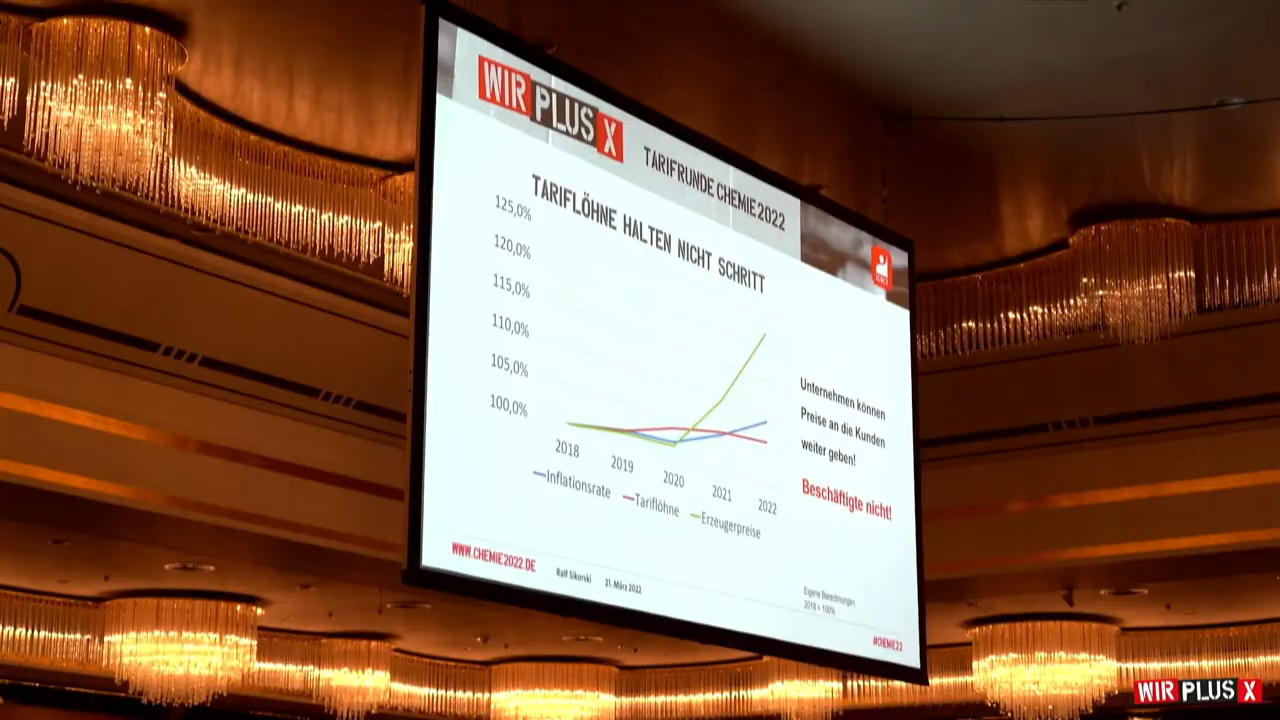 WIR PLUS X
TARIFRUNDE CHEMIE 2022
TARIFLÖHNE HALTEN NICHT SCHRITT
125,0%
120,0%
115,0%
110,0%
105,0%
100,0%
2018
2019
2020
2021
2022
Inflationsrate
Tariflöhne
Erzeugerpreise
Unternehmen können
Preise an die Kunden
weiter geben!
Beschäftigte nicht!
WWW.CHEMIE2022.DE
Ralf Sikorski
21. März 2022
Eigene Berechnungen
2018 = 100%
#CHEMIE22
WIR PLUS X